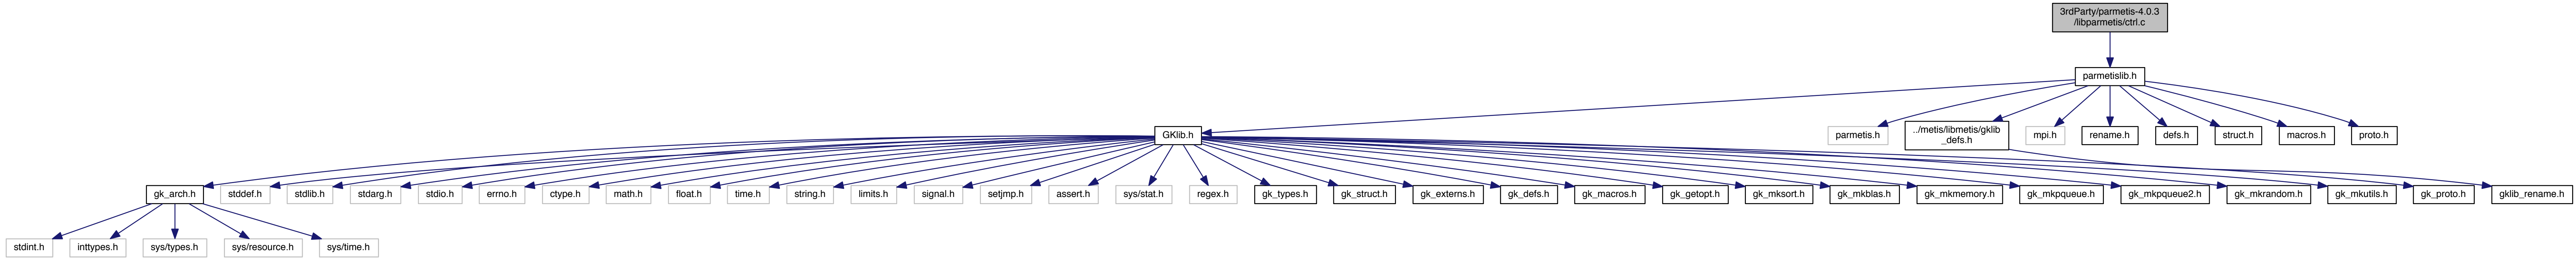 3rdParty/parmetis-4.0.3
/libparmetis/ctrl.c
parmetislib.h
GKlib.h
parmetis.h
../metis/libmetis/gklib
_defs.h
mpi.h
rename.h
defs.h
struct.h
macros.h
proto.h
gk_arch.h
stddef.h
stdlib.h
stdarg.h
stdio.h
errno.h
ctype.h
math.h
float.h
time.h
string.h
limits.h
signal.h
setjmp.h
assert.h
sys/stat.h
regex.h
gk_types.h
gk_struct.h
gk_externs.h
gk_defs.h
gk_macros.h
gk_getopt.h
gk_mksort.h
gk_mkblas.h
gk_mkmemory.h
gk_mkpqueue.h
gk_mkpqueue2.h
gk_mkrandom.h
gk_mkutils.h
gk_proto.h
gklib_rename.h
stdint.h
inttypes.h
sys/types.h
sys/resource.h
sys/time.h